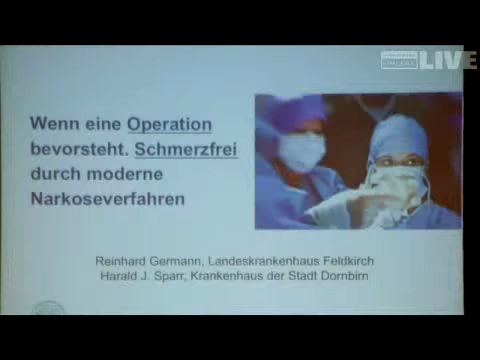 LIVE
Wenn eine Operation
bevorsteht. Schmerzfrei
durch moderne
Narkoseverfahren
Reinhard Germann, Landeskrankenhaus Feldkirch
Harald J. Sparr, Krankenhaus der Stadt Dornbirn